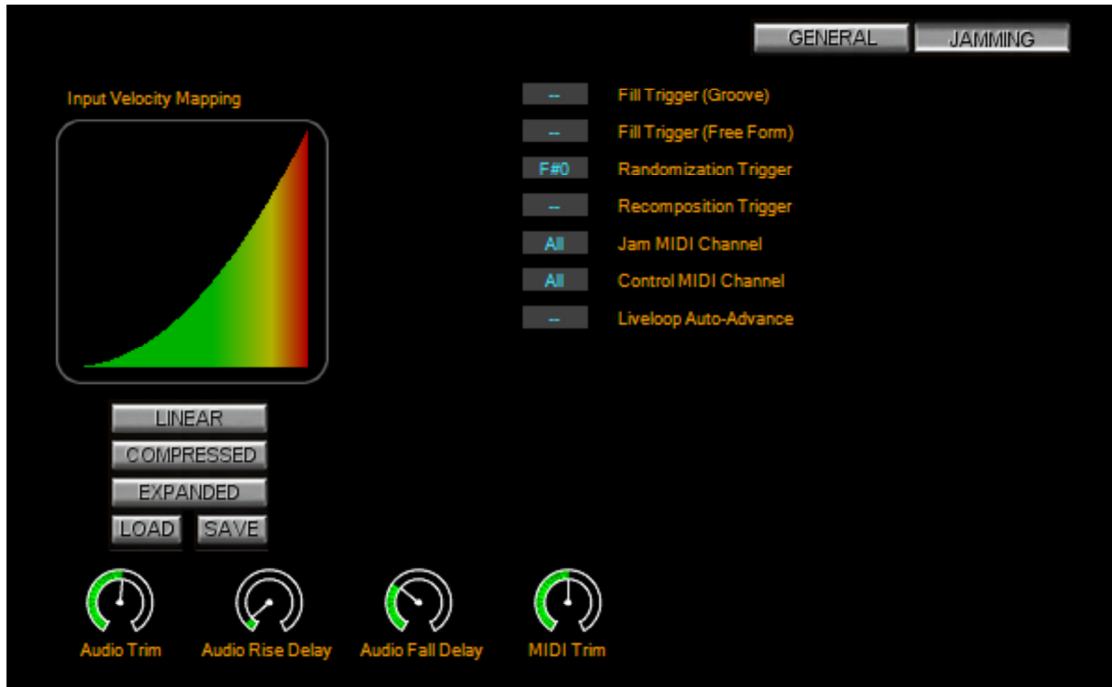 GENERAL JAMMING
Input Velocity Mapping
-- Fill Trigger (Groove)
-- Fill Trigger (Free Form)
F#0 Randomization Trigger
-- Recomposition Trigger
All Jam MIDI Channel
All Control MIDI Channel
-- Liveloop Auto-Advance
LINEAR
COMPRESSED
EXPANDED
LOAD SAVE
Audio Trim Audio Rise Delay Audio Fall Delay MIDI Trim